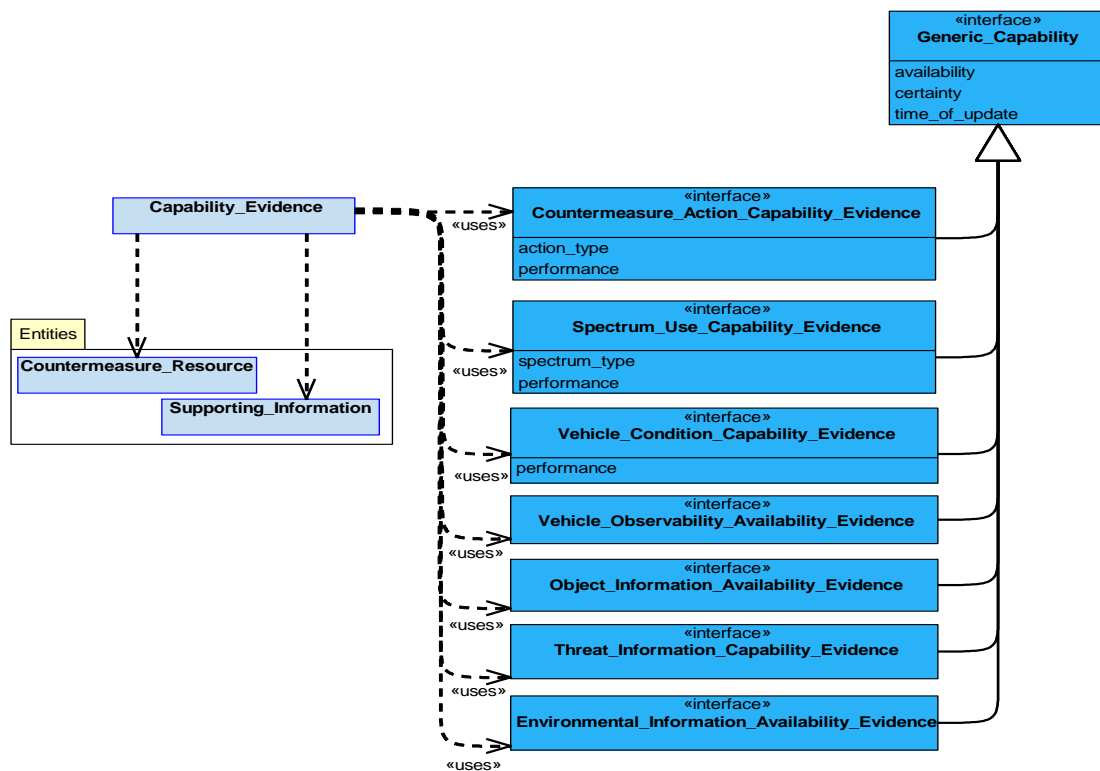 «interface»
Generic_Capability
availability
certainty
time_of_update
Capability_Evidence
«uses»
«interface»
Countermeasure_Action_Capability_Evidence
action_type
performance
Entities
Countermeasure_Resource
Supporting_Information
«interface»
Spectrum_Use_Capability_Evidence
spectrum_type
performance
«uses»
«interface»
Vehicle_Condition_Capability_Evidence
performance
«uses»
«interface»
Vehicle_Observability_Availability_Evidence
«uses»
«interface»
Object_Information_Availability_Evidence
«uses»
«interface»
Threat_Information_Capability_Evidence
«uses»
«interface»
Environmental_Information_Availability_Evidence
«uses»